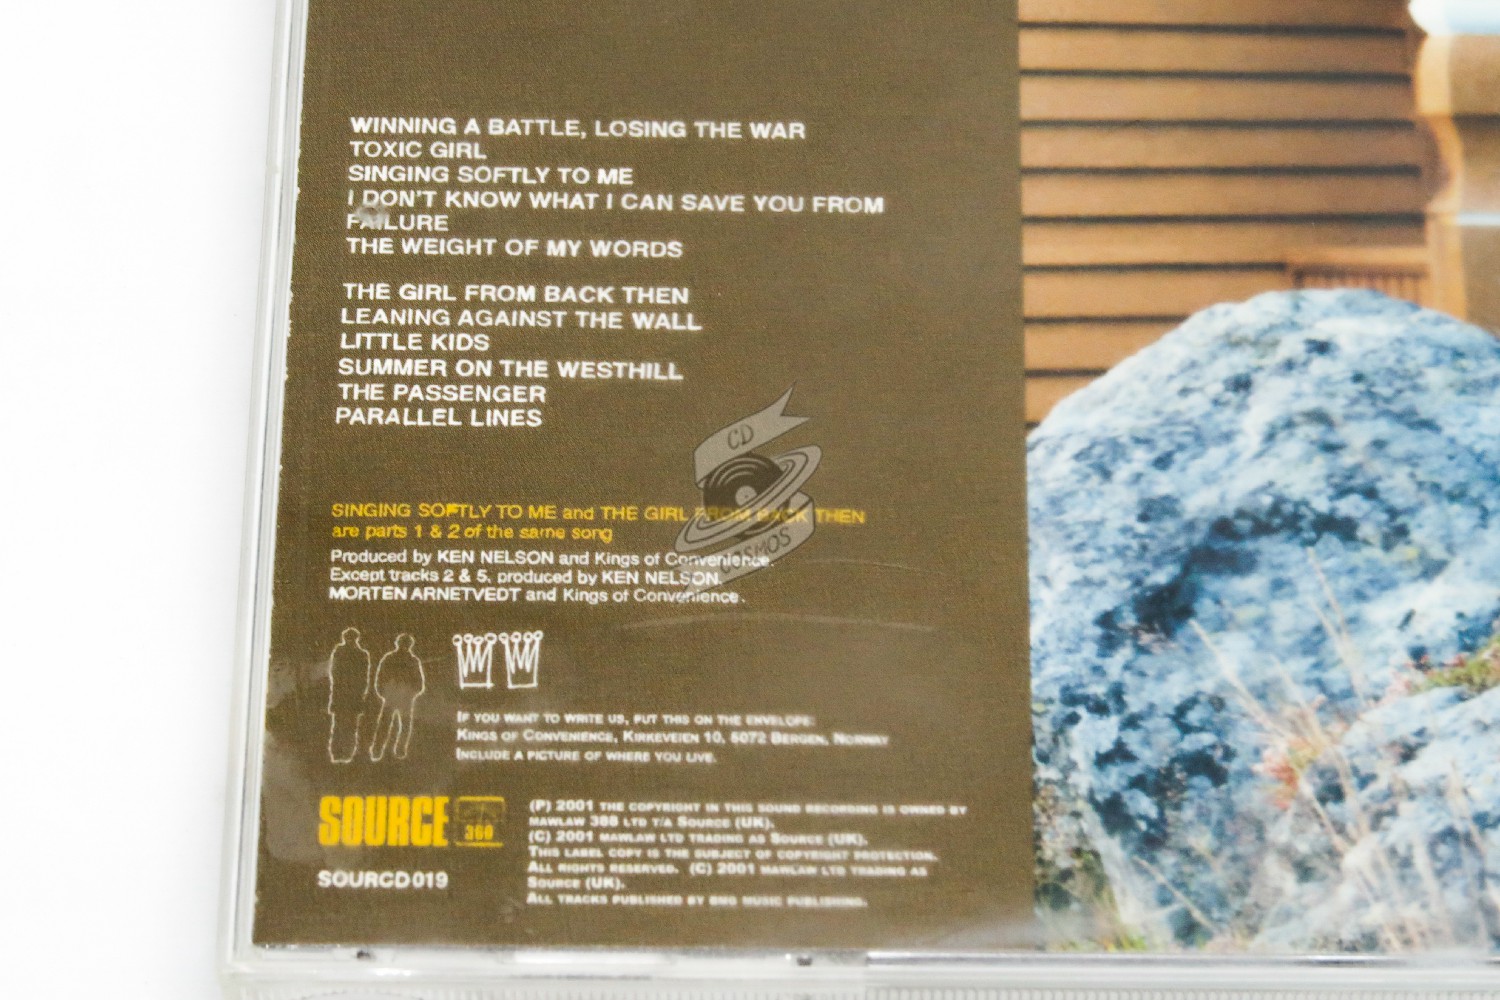 WINNING A BATTLE, LOSING THE WAR
TOXIC GIRL
SINGING SOFTLY TO ME
I DON'T KNOW WHAT I CAN SAVE YOU FROM
FAILURE
THE WEIGHT OF MY WORDS
THE GIRL FROM BACK THEN
LEANING AGAINST THE WALL
LITTLE KIDS
SUMMER ON THE WESTHILL
THE PASSENGER
PARALLEL LINES
CD
COSMOS
SINGING SOFTLY TO ME and THE GIRL FROM BACK THEN
are parts 1 & 2 of the same song
Produced by KEN NELSON and Kings of Convenience.
Except tracks 2 & 5, produced by KEN NELSON,
MORTEN ARNETVEDT and Kings of Convenience.
IF YOU WANT TO WRITE US, PUT THIS ON THE ENVELOPE:
KINGS OF CONVENIENCE, KIRKEVEIEN 10, 5072 BERGEN, NORWAY
INCLUDE A PICTURE OF WHERE YOU LIVE.
SOURCE 360
SOURCD019
(P) 2001 THE COPYRIGHT IN THIS SOUND RECORDING IS OWNED BY
MAWLAW 388 LTD T/A SOURCE (UK).
(C) 2001 MAWLAW LTD TRADING AS SOURCE (UK).
THIS LABEL COPY IS THE SUBJECT OF COPYRIGHT PROTECTION.
ALL RIGHTS RESERVED. (C) 2001 MAWLAW LTD TRADING AS
SOURCE (UK).
ALL TRACKS PUBLISHED BY BMG MUSIC PUBLISHING.